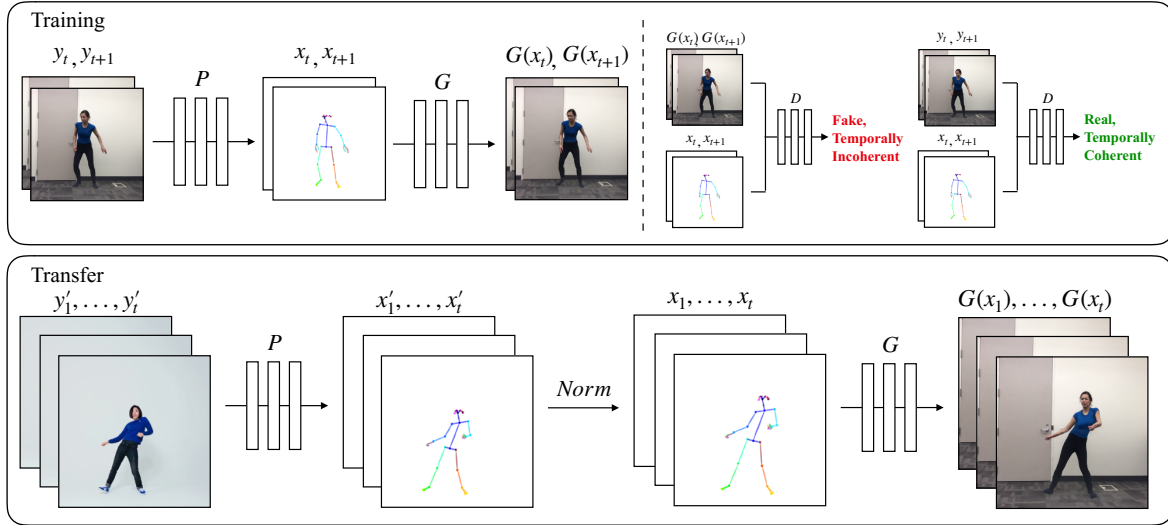 Training
y_t, y_{t+1}
P
x_t, x_{t+1}
G
G(x_t), G(x_{t+1})
G(x_t), G(x_{t+1})
D
Fake,
Temporally
Incoherent
x_t, x_{t+1}
y_t, y_{t+1}
D
Real,
Temporally
Coherent
x_t, x_{t+1}
Transfer
y′_1, . . . , y′_t
P
x′_1, . . . , x′_t
Norm
x_1, . . . , x_t
G
G(x_1), . . . , G(x_t)